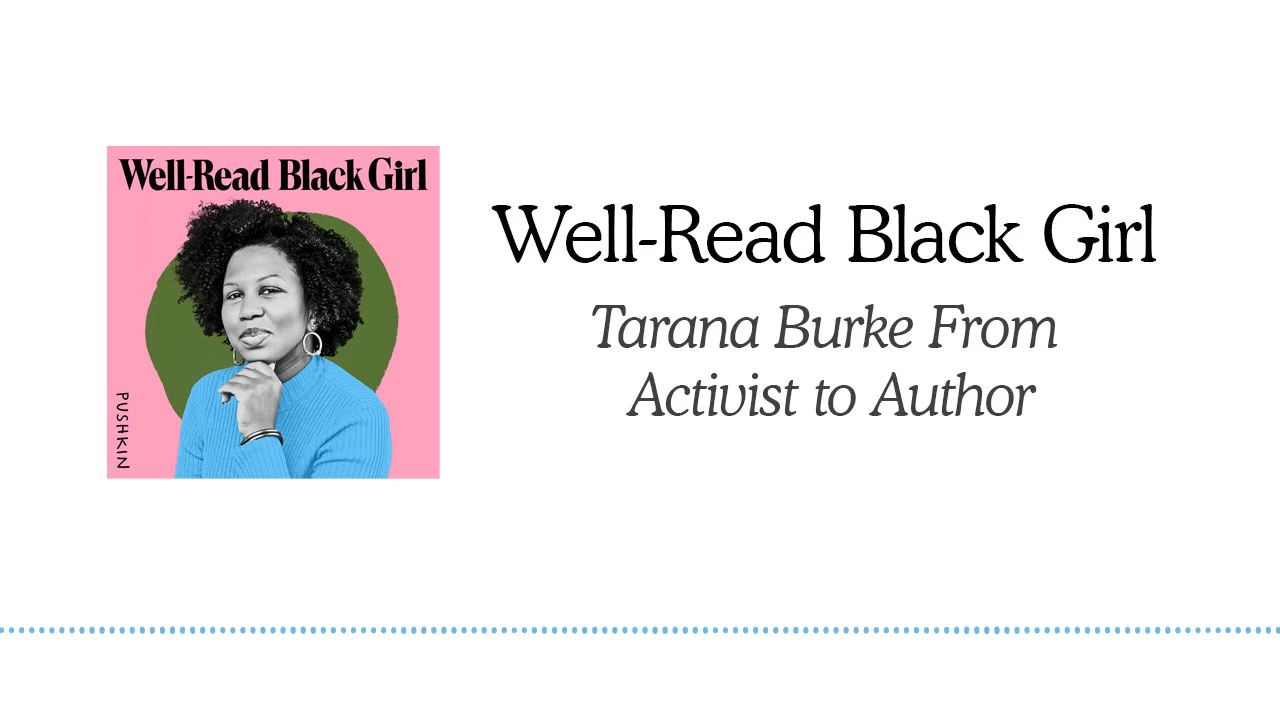 Well-Read Black Girl
PUSHKIN
Well-Read Black Girl
Tarana Burke From
Activist to Author